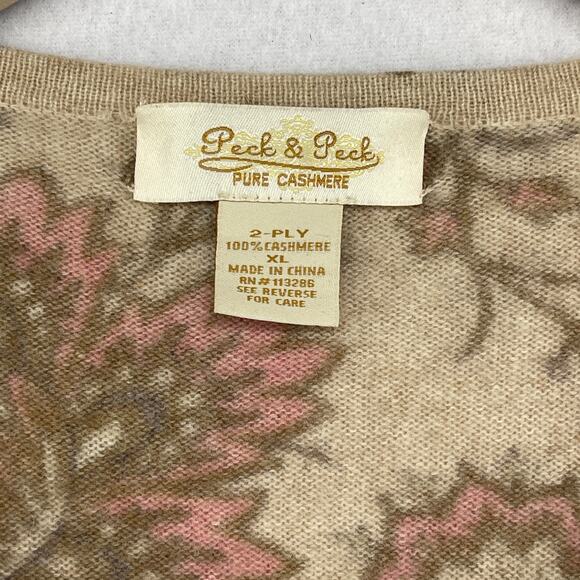 Peck & Peck
PURE CASHMERE
2-PLY
100% CASHMERE
XL
MADE IN CHINA
RN# 113286
SEE REVERSE
FOR CARE